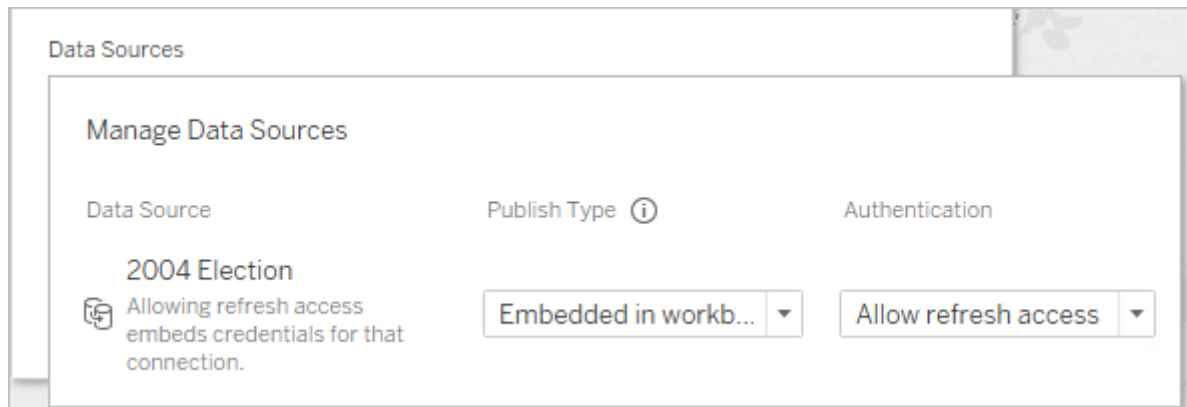 Data Sources
Manage Data Sources
Data Source
Publish Type
Authentication
2004 Election
Allowing refresh access
embeds credentials for that
connection.
Embedded in workb...
Allow refresh access